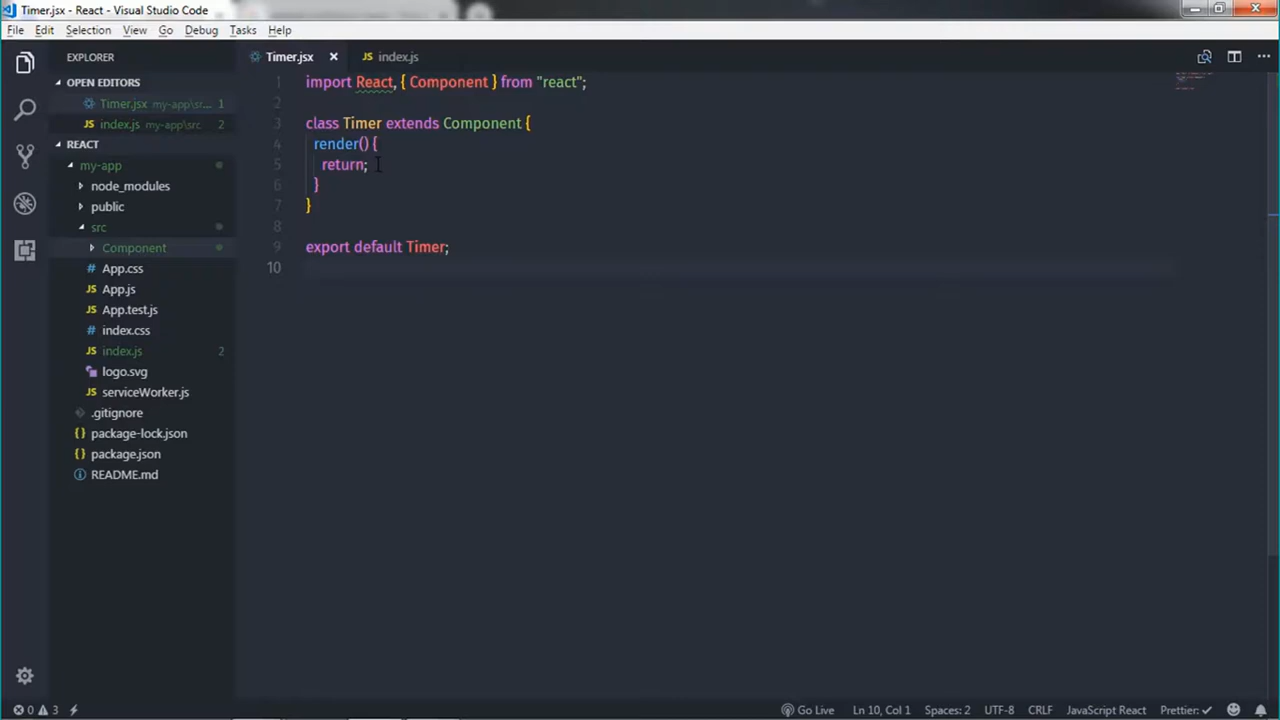 Timer.jsx - React - Visual Studio Code
File Edit Selection View Go Debug Tasks Help
EXPLORER
OPEN EDITORS
Timer.jsx my-app\sr... 1
index.js my-app\src 2
REACT
my-app
node_modules
public
src
Component
# App.css
JS App.js
JS App.test.js
# index.css
JS index.js 2
logo.svg
JS serviceWorker.js
.gitignore
{} package-lock.json
{} package.json
README.md
Timer.jsx JS index.js
1 import React, { Component } from "react";
2
3 class Timer extends Component {
4 render() {
5 return;
6 }
7 }
8
9 export default Timer;
10
0 3 Go Live Ln 10, Col 1 Spaces: 2 UTF-8 CRLF JavaScript React Prettier: ✓